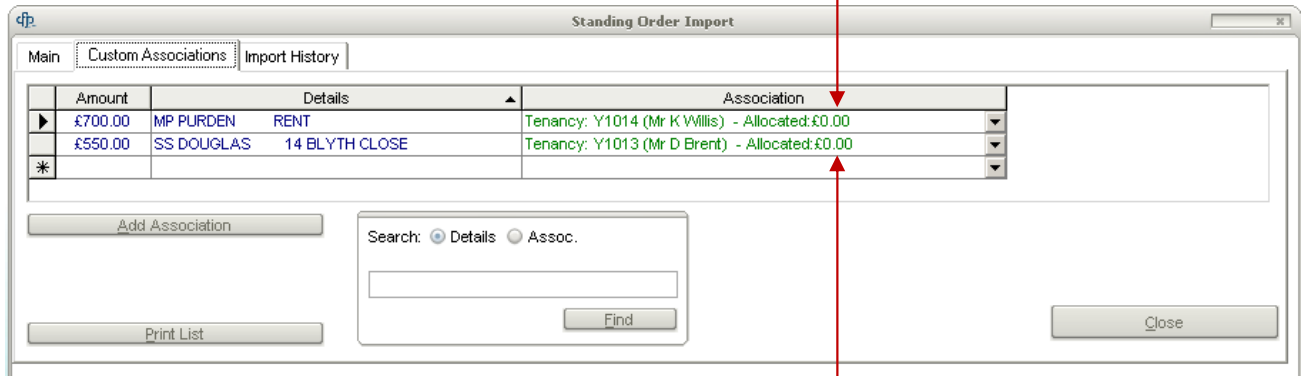 cfp
Standing Order Import
Main Custom Associations Import History
Amount Details Association
£700.00 MP PURDEN RENT Tenancy: Y1014 (Mr K Willis) - Allocated:£0.00
£550.00 SS DOUGLAS 14 BLYTH CLOSE Tenancy: Y1013 (Mr D Brent) - Allocated:£0.00
Add Association
Search: Details Assoc.
Find
Print List
Close